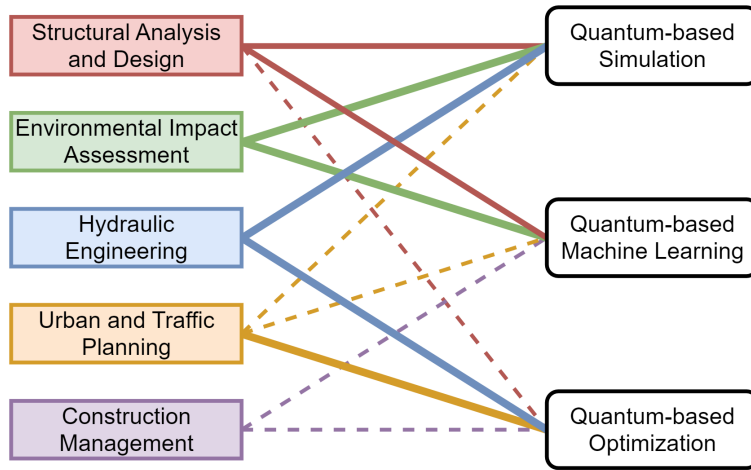 Structural Analysis
and Design
Environmental Impact
Assessment
Hydraulic
Engineering
Urban and Traffic
Planning
Construction
Management
Quantum-based
Simulation
Quantum-based
Machine Learning
Quantum-based
Optimization